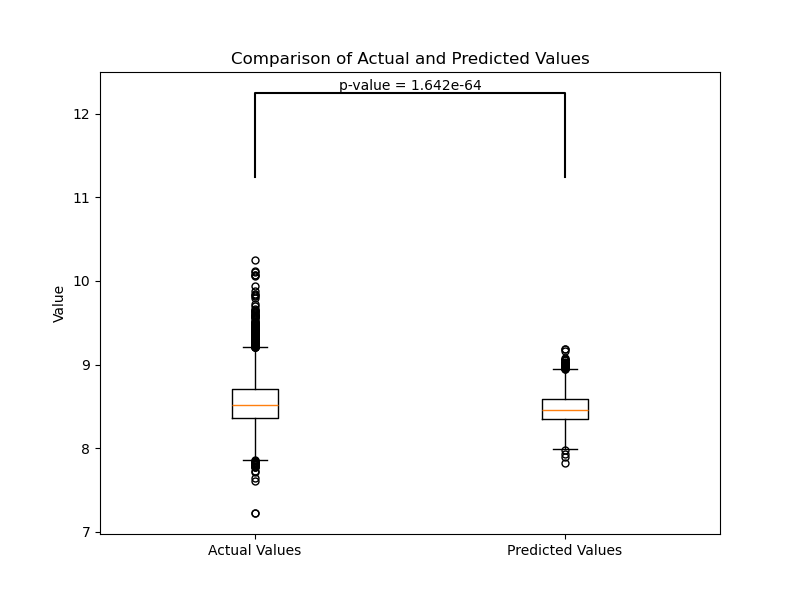 Comparison of Actual and Predicted Values
p-value = 1.642e-64
12
11
10
9
8
7
Value
Actual Values
Predicted Values